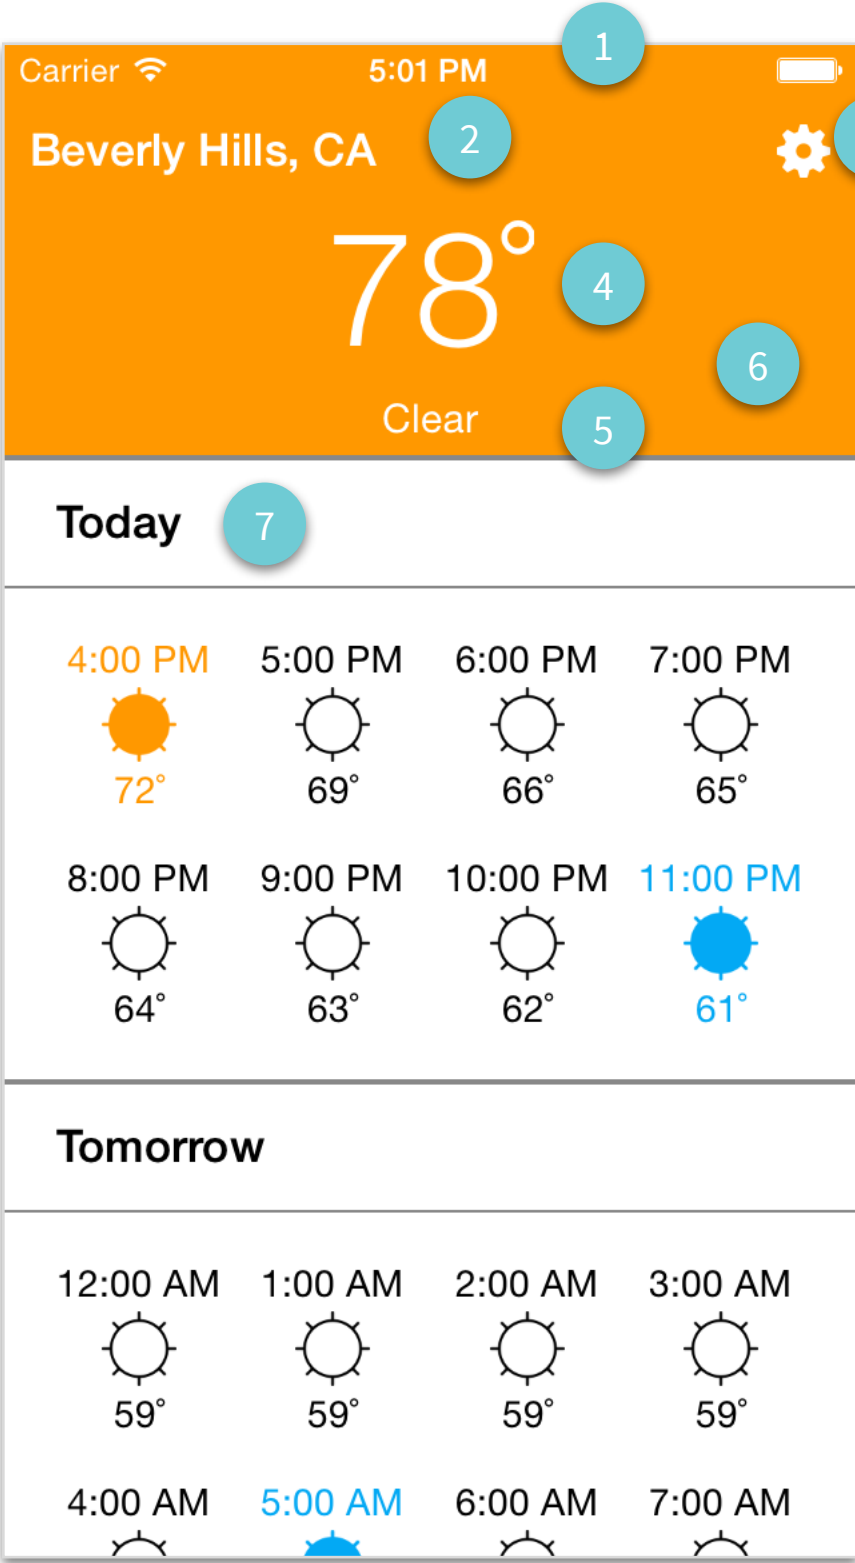 1
Carrier 5:01 PM
2
Beverly Hills, CA
78°
4
6
Clear
5
Today
7
4:00 PM 5:00 PM 6:00 PM 7:00 PM
72° 69° 66° 65°
8:00 PM 9:00 PM 10:00 PM 11:00 PM
64° 63° 62° 61°
Tomorrow
12:00 AM 1:00 AM 2:00 AM 3:00 AM
59° 59° 59° 59°
4:00 AM 5:00 AM 6:00 AM 7:00 AM